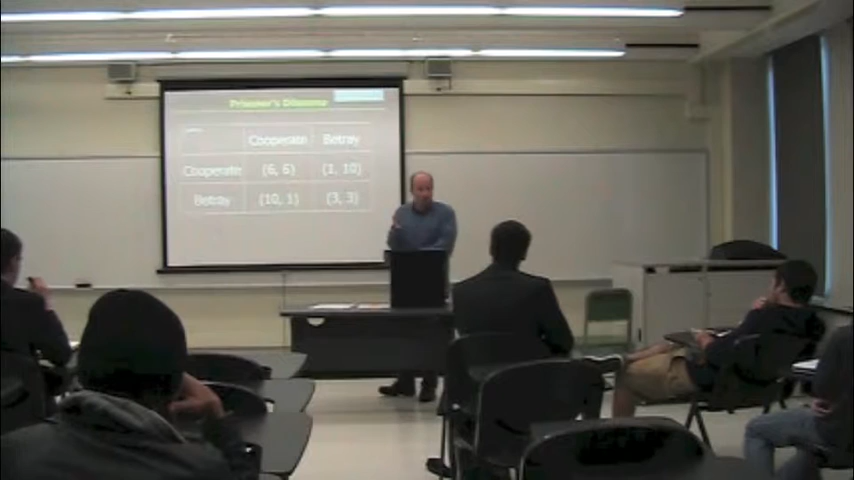 Prisoner's Dilemma
Cooperate Betray
Cooperate (6, 6) (1, 10)
Betray (10, 1) (3, 3)